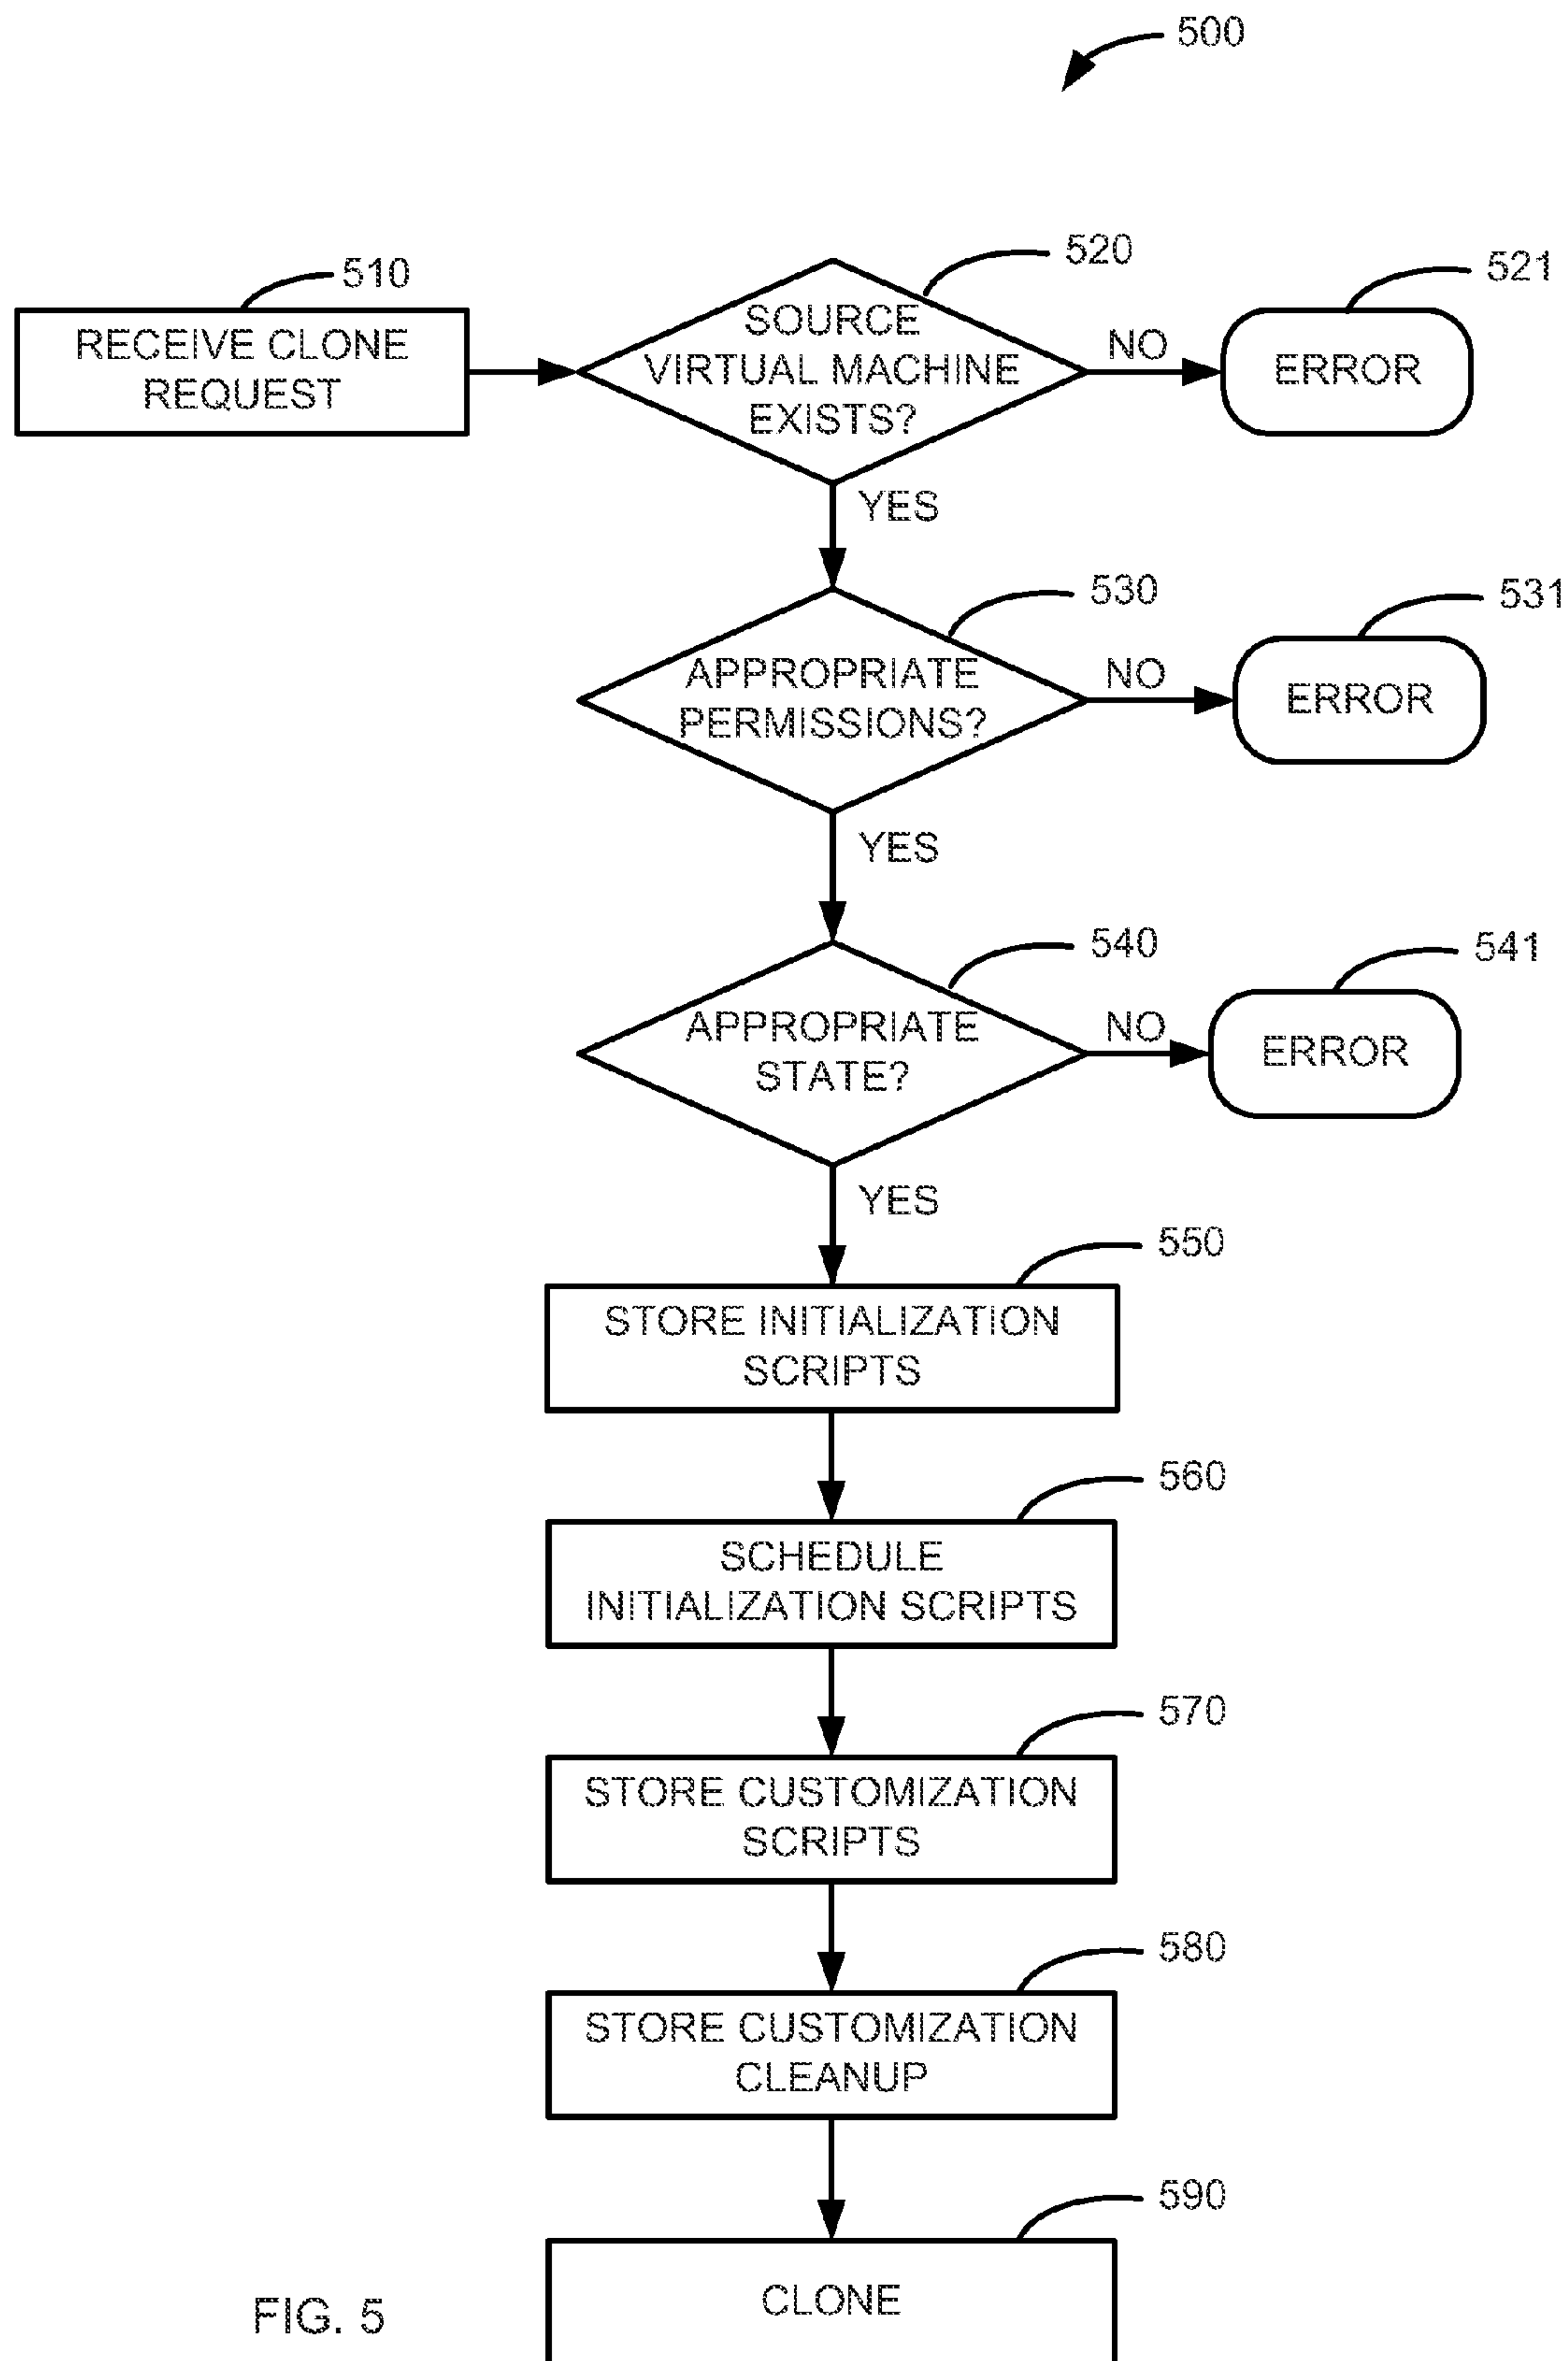 500
510
RECEIVE CLONE
REQUEST
520
SOURCE
VIRTUAL MACHINE
EXISTS?
NO
521
ERROR
YES
530
APPROPRIATE
PERMISSIONS?
NO
531
ERROR
YES
540
APPROPRIATE
STATE?
NO
541
ERROR
YES
550
STORE INITIALIZATION
SCRIPTS
560
SCHEDULE
INITIALIZATION SCRIPTS
570
STORE CUSTOMIZATION
SCRIPTS
580
STORE CUSTOMIZATION
CLEANUP
590
CLONE
FIG. 5